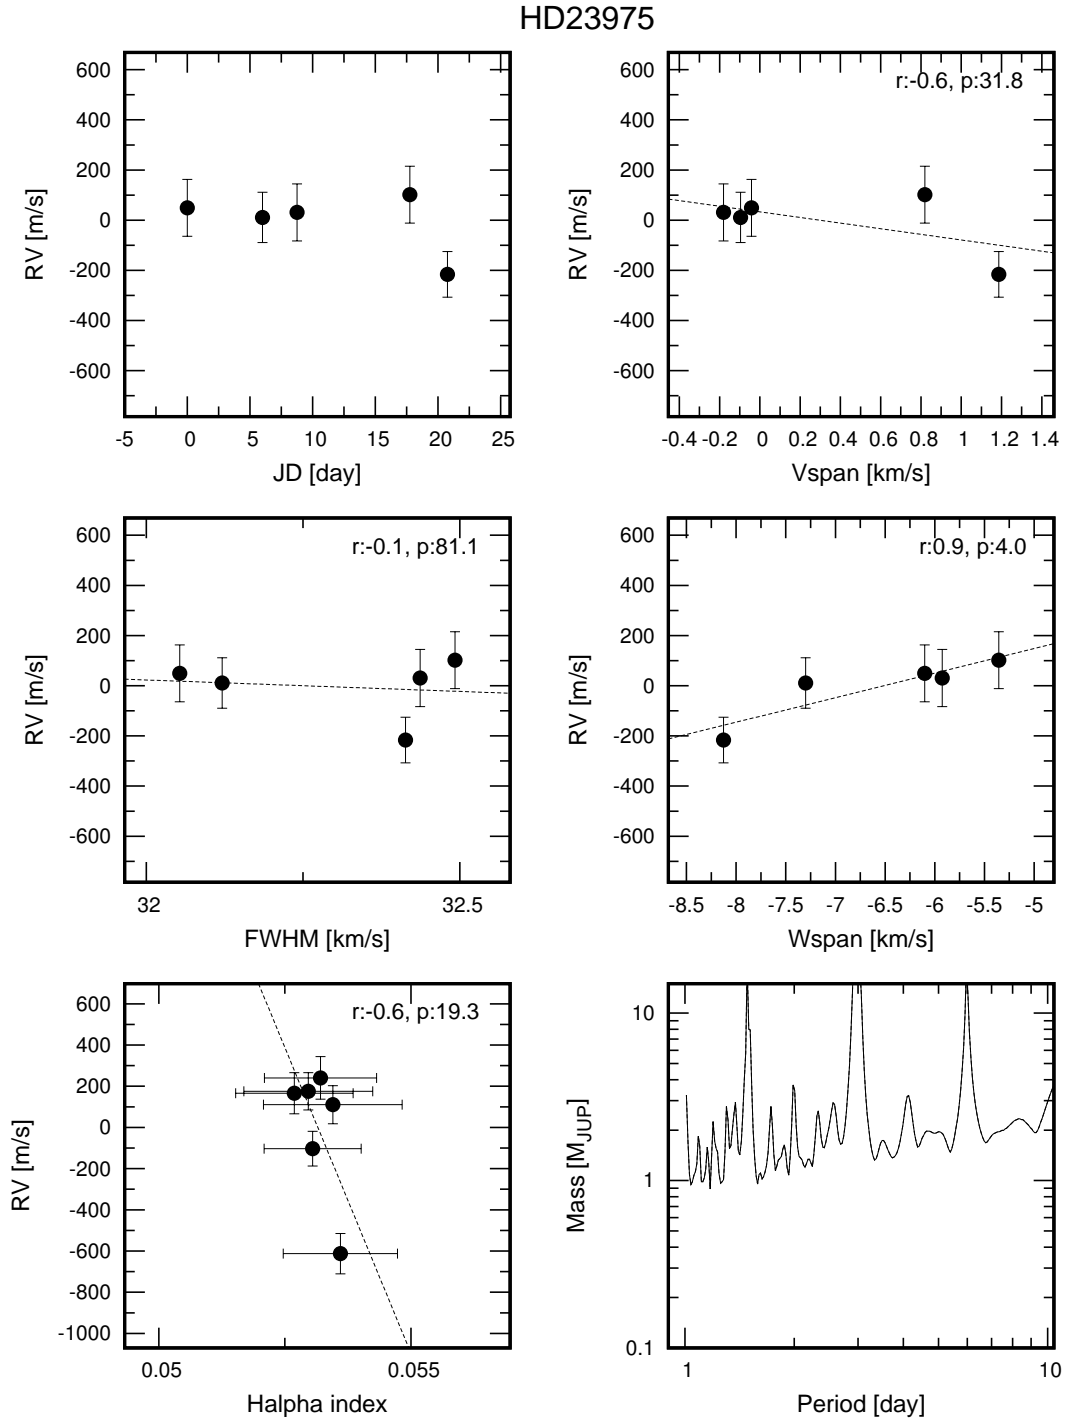 HD23975
600
400
200
0
-200
-400
-600
RV [m/s]
-5 0 5 10 15 20 25
JD [day]
r:-0.6, p:31.8
600
400
200
0
-200
-400
-600
RV [m/s]
-0.4 -0.2 0 0.2 0.4 0.6 0.8 1 1.2 1.4
Vspan [km/s]
r:-0.1, p:81.1
600
400
200
0
-200
-400
-600
RV [m/s]
32 32.5
FWHM [km/s]
r:0.9, p:4.0
600
400
200
0
-200
-400
-600
RV [m/s]
-8.5 -8 -7.5 -7 -6.5 -6 -5.5 -5
Wspan [km/s]
r:-0.6, p:19.3
600
400
200
0
-200
-400
-600
-800
-1000
RV [m/s]
0.05 0.055
Halpha index
10
1
0.1
Mass [M_JUP]
1 10
Period [day]